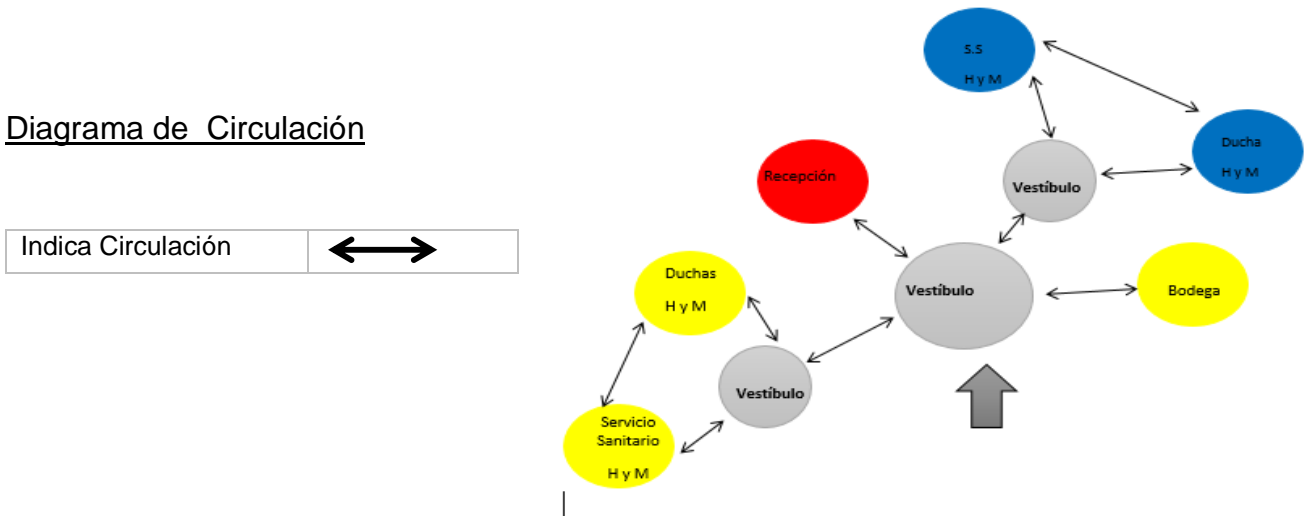 Diagrama de Circulación
Indica Circulación
S.S
H y M
Ducha
H y M
Recepción
Vestíbulo
Duchas
H y M
Vestíbulo
Bodega
Vestíbulo
Servicio
Sanitario
H y M